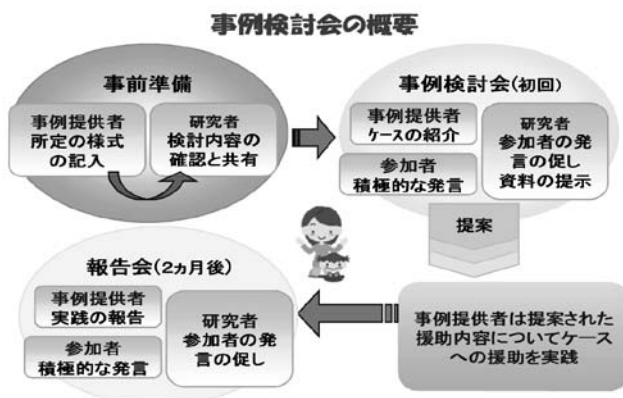 事例検討会の概要
事前準備
事例提供者
所定の様式
の記入
研究者
検討内容の
確認と共有
事例検討会(初回)
事例提供者
ケースの紹介
参加者
積極的な発言
研究者
参加者の発
言の促し
資料の提示
提案
事例提供者は提案された
援助内容についてケース
への援助を実践
報告会(2ヵ月後)
事例提供者
実践の報告
参加者
積極的な発言
研究者
参加者の発
言の促し